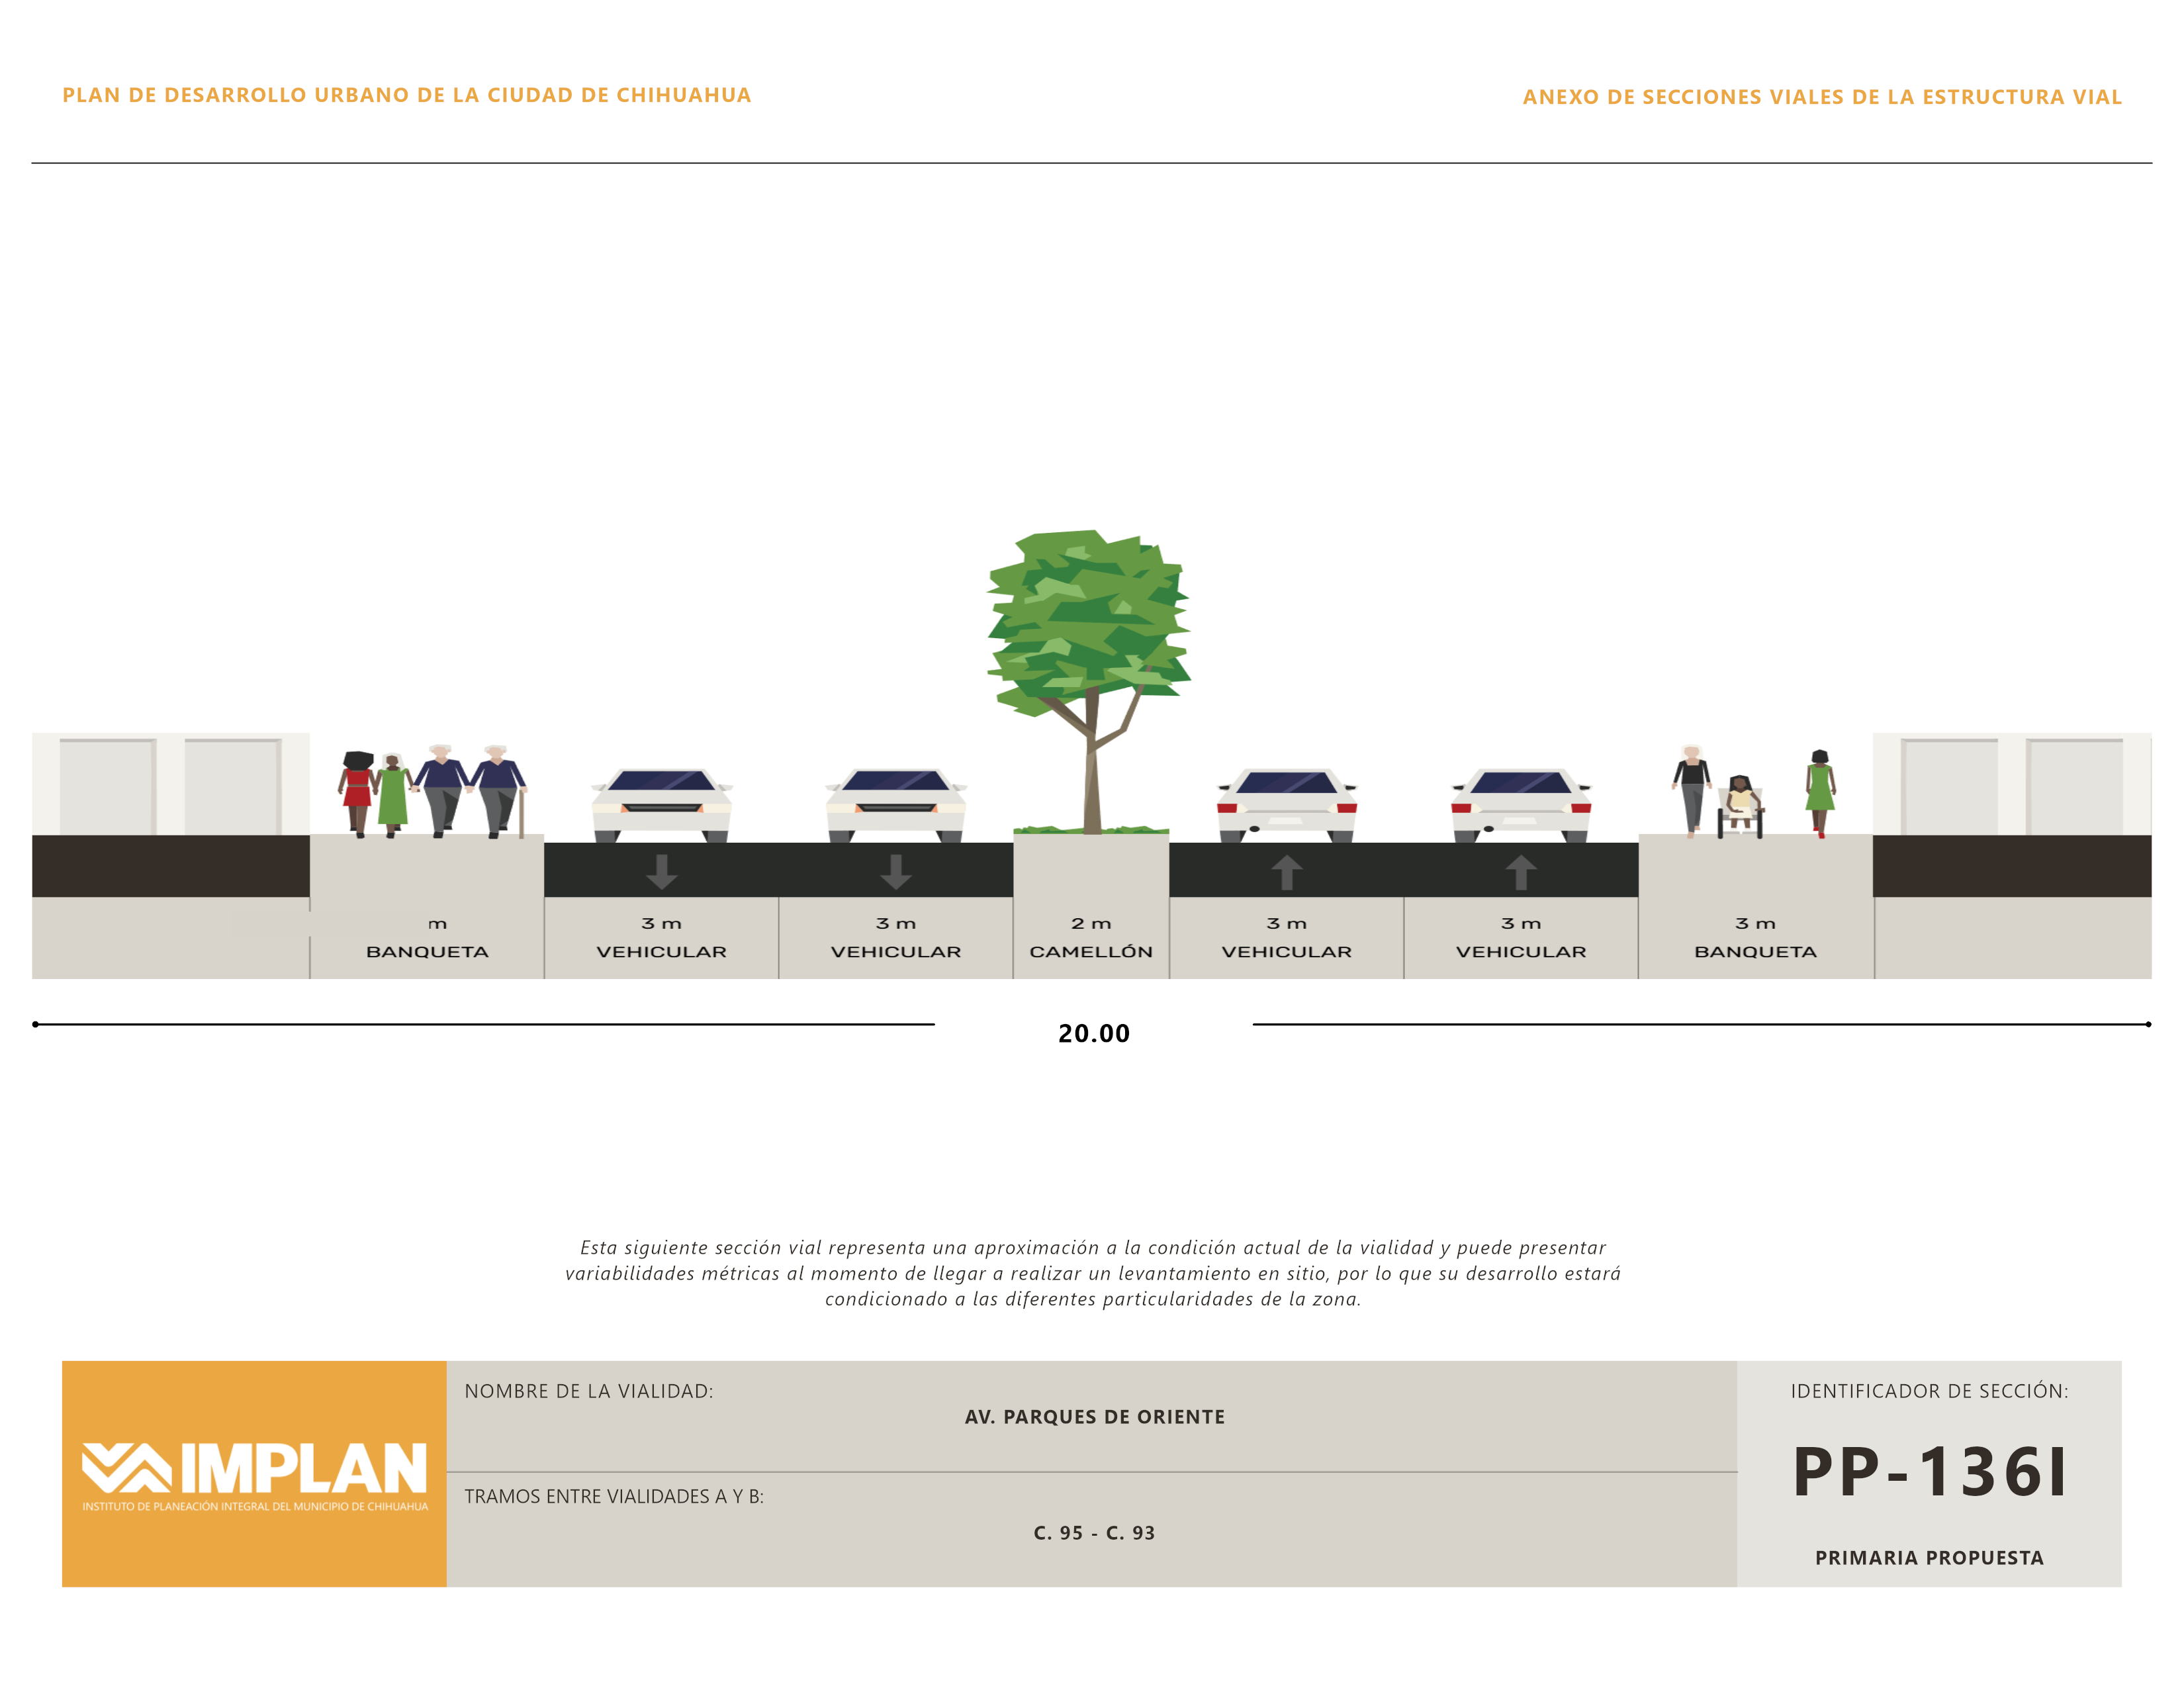 PLAN DE DESARROLLO URBANO DE LA CIUDAD DE CHIHUAHUA
ANEXO DE SECCIONES VIALES DE LA ESTRUCTURA VIAL
m
BANQUETA
3 m
VEHICULAR
3 m
VEHICULAR
2 m
CAMELLÓN
3 m
VEHICULAR
3 m
VEHICULAR
3 m
BANQUETA
20.00
Esta siguiente sección vial representa una aproximación a la condición actual de la vialidad y puede presentar
variabilidades métricas al momento de llegar a realizar un levantamiento en sitio, por lo que su desarrollo estará
condicionado a las diferentes particularidades de la zona.
IMPLAN
INSTITUTO DE PLANEACIÓN INTEGRAL DEL MUNICIPIO DE CHIHUAHUA
NOMBRE DE LA VIALIDAD:
AV. PARQUES DE ORIENTE
TRAMOS ENTRE VIALIDADES A Y B:
C. 95 - C. 93
IDENTIFICADOR DE SECCIÓN:
PP-136I
PRIMARIA PROPUESTA